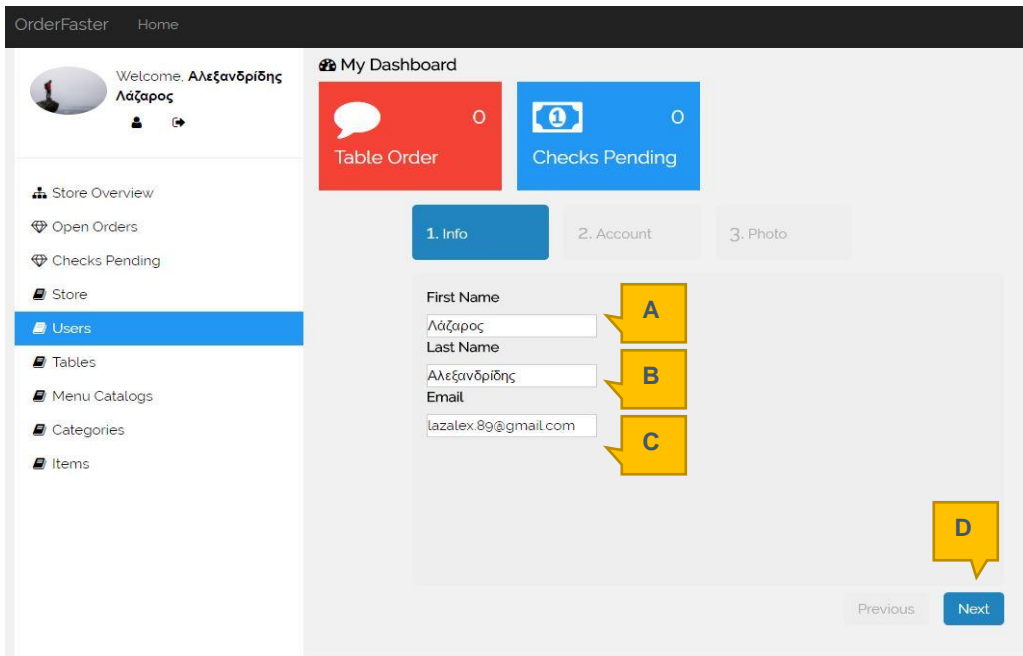 OrderFaster Home
Welcome, Αλεξανδρίδης
Λάζαρος
Store Overview
Open Orders
Checks Pending
Store
Users
Tables
Menu Catalogs
Categories
Items
My Dashboard
0
Table Order
1 0
Checks Pending
1. Info 2. Account 3. Photo
First Name
A
Λάζαρος
Last Name
B
Αλεξανδρίδης
Email
lazalex.89@gmail.com
C
D
Previous Next